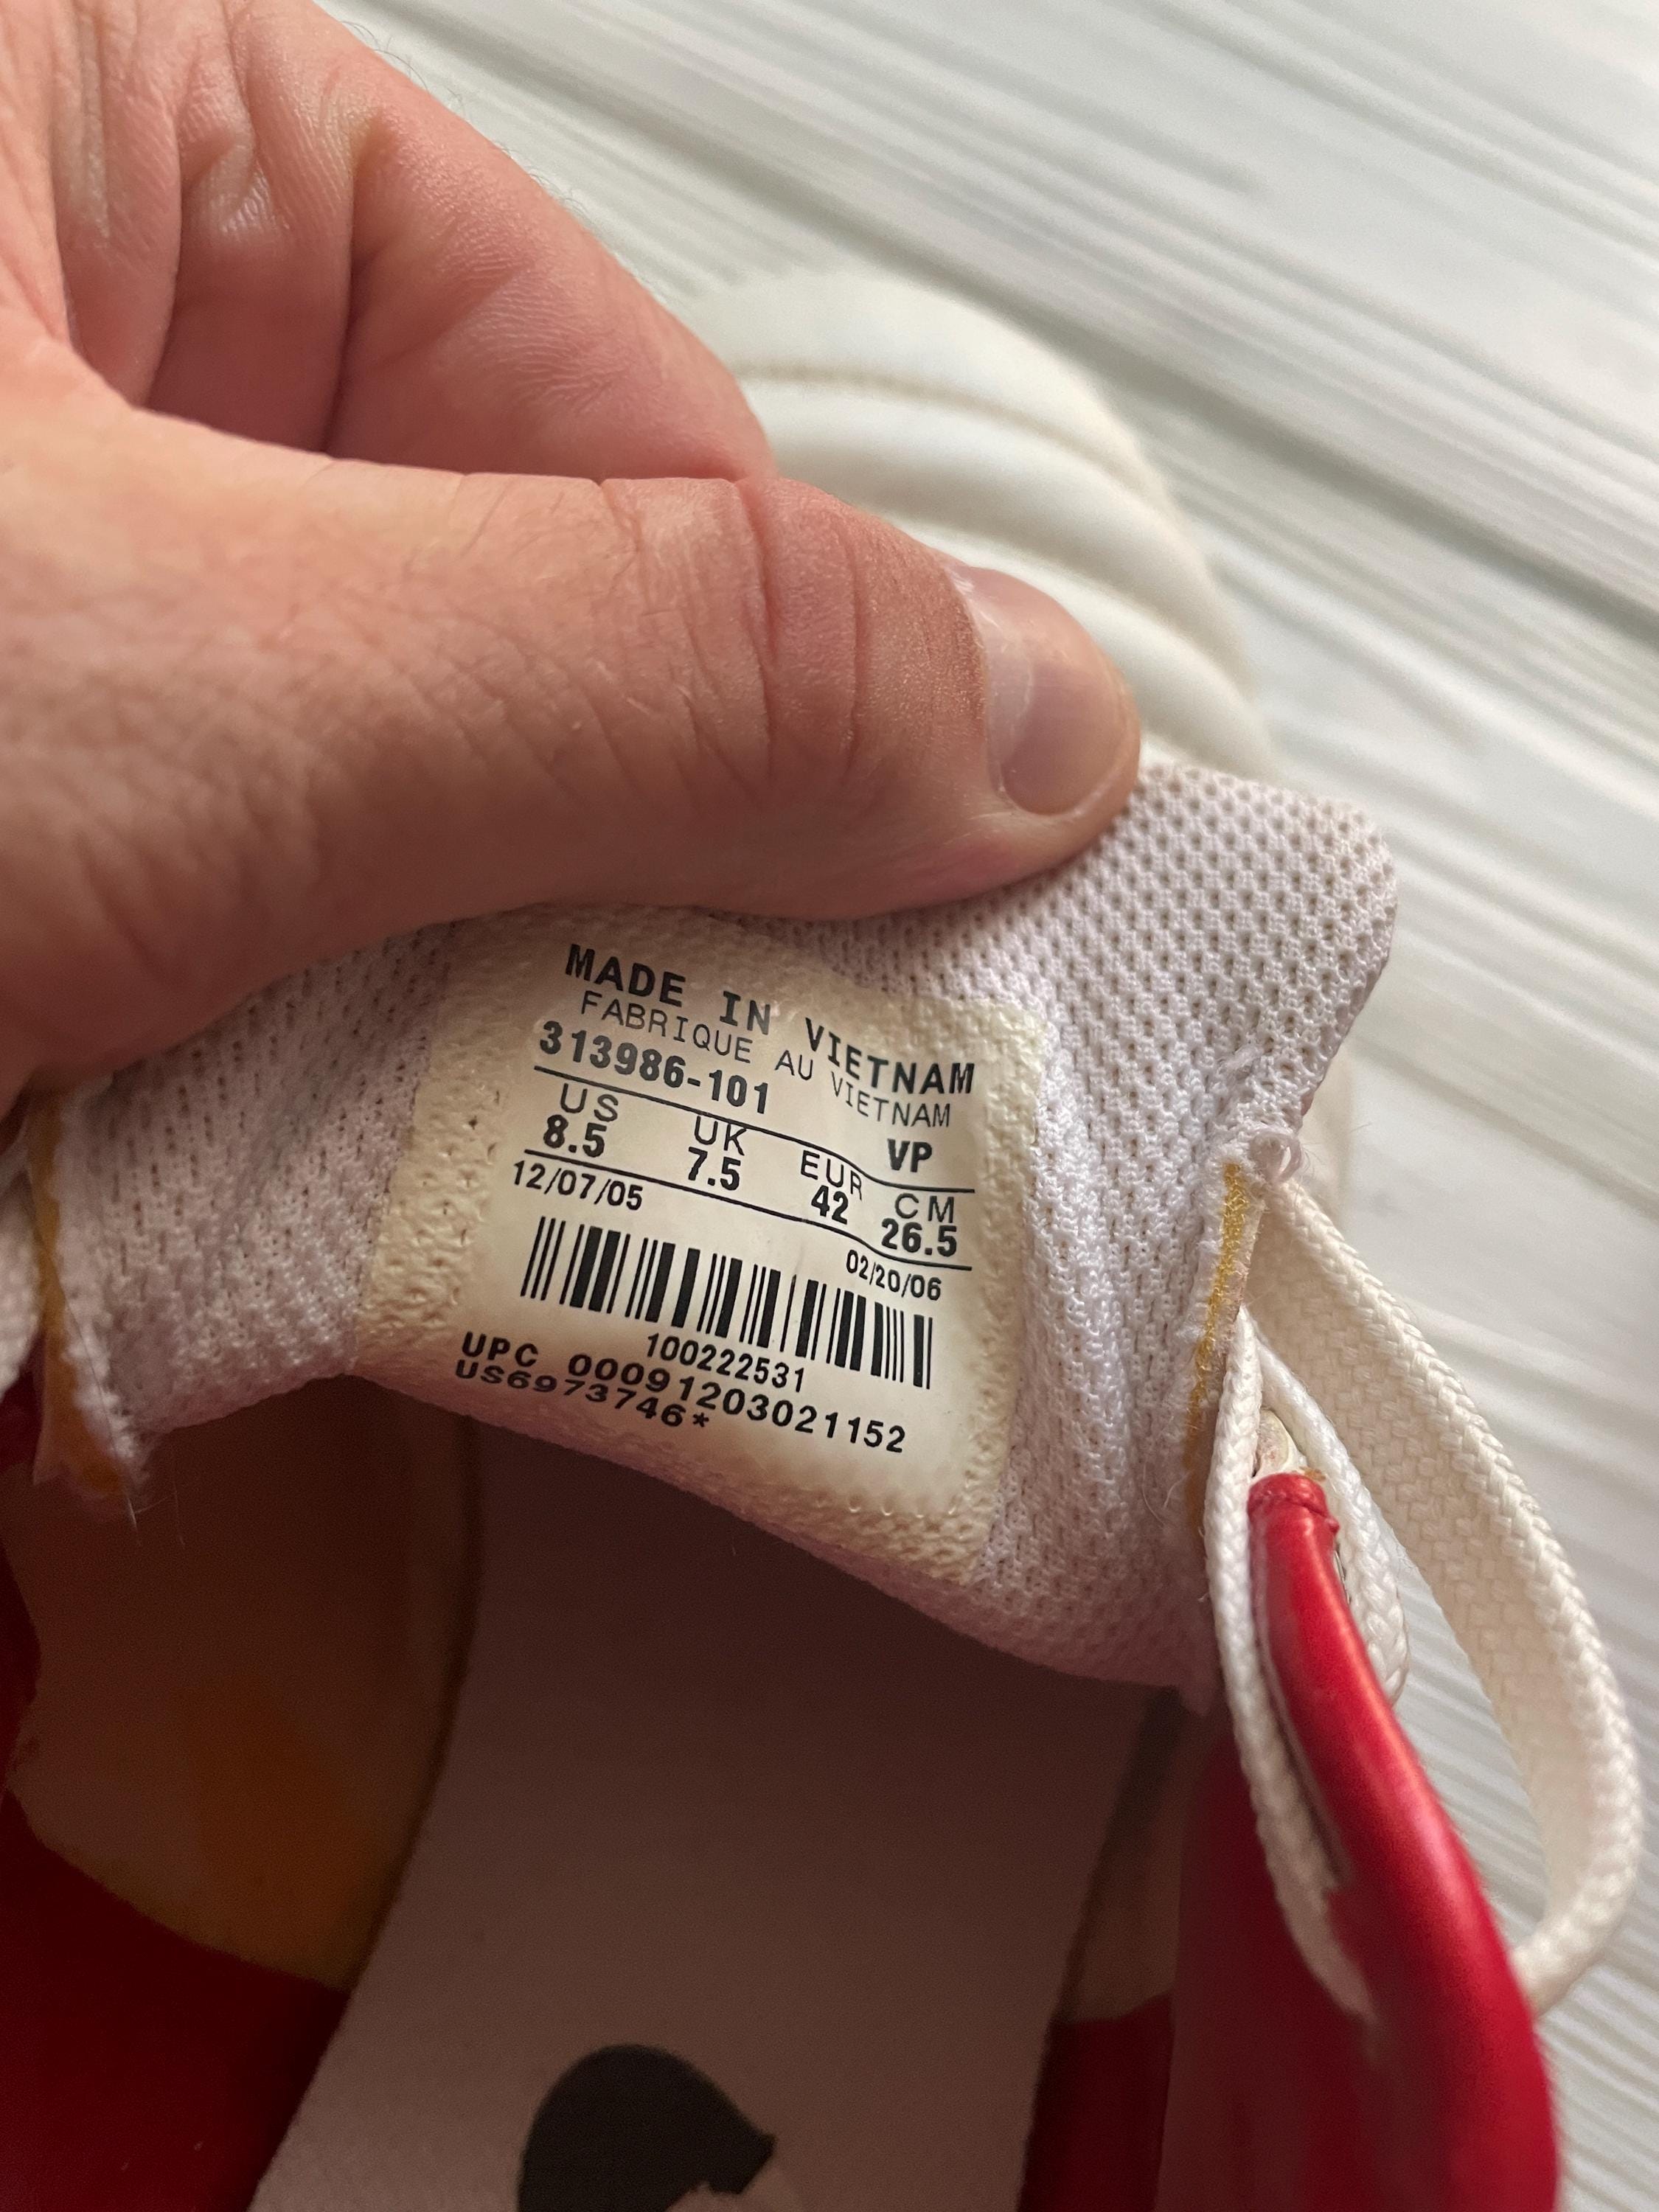 MADE IN VIETNAM
FABRIQUE AU VIETNAM
313986-101 VP
US UK EUR CM
8.5 7.5 42 26.5
12/07/05 02/20/06
100222531
UPC 00091203021152
US6973746*